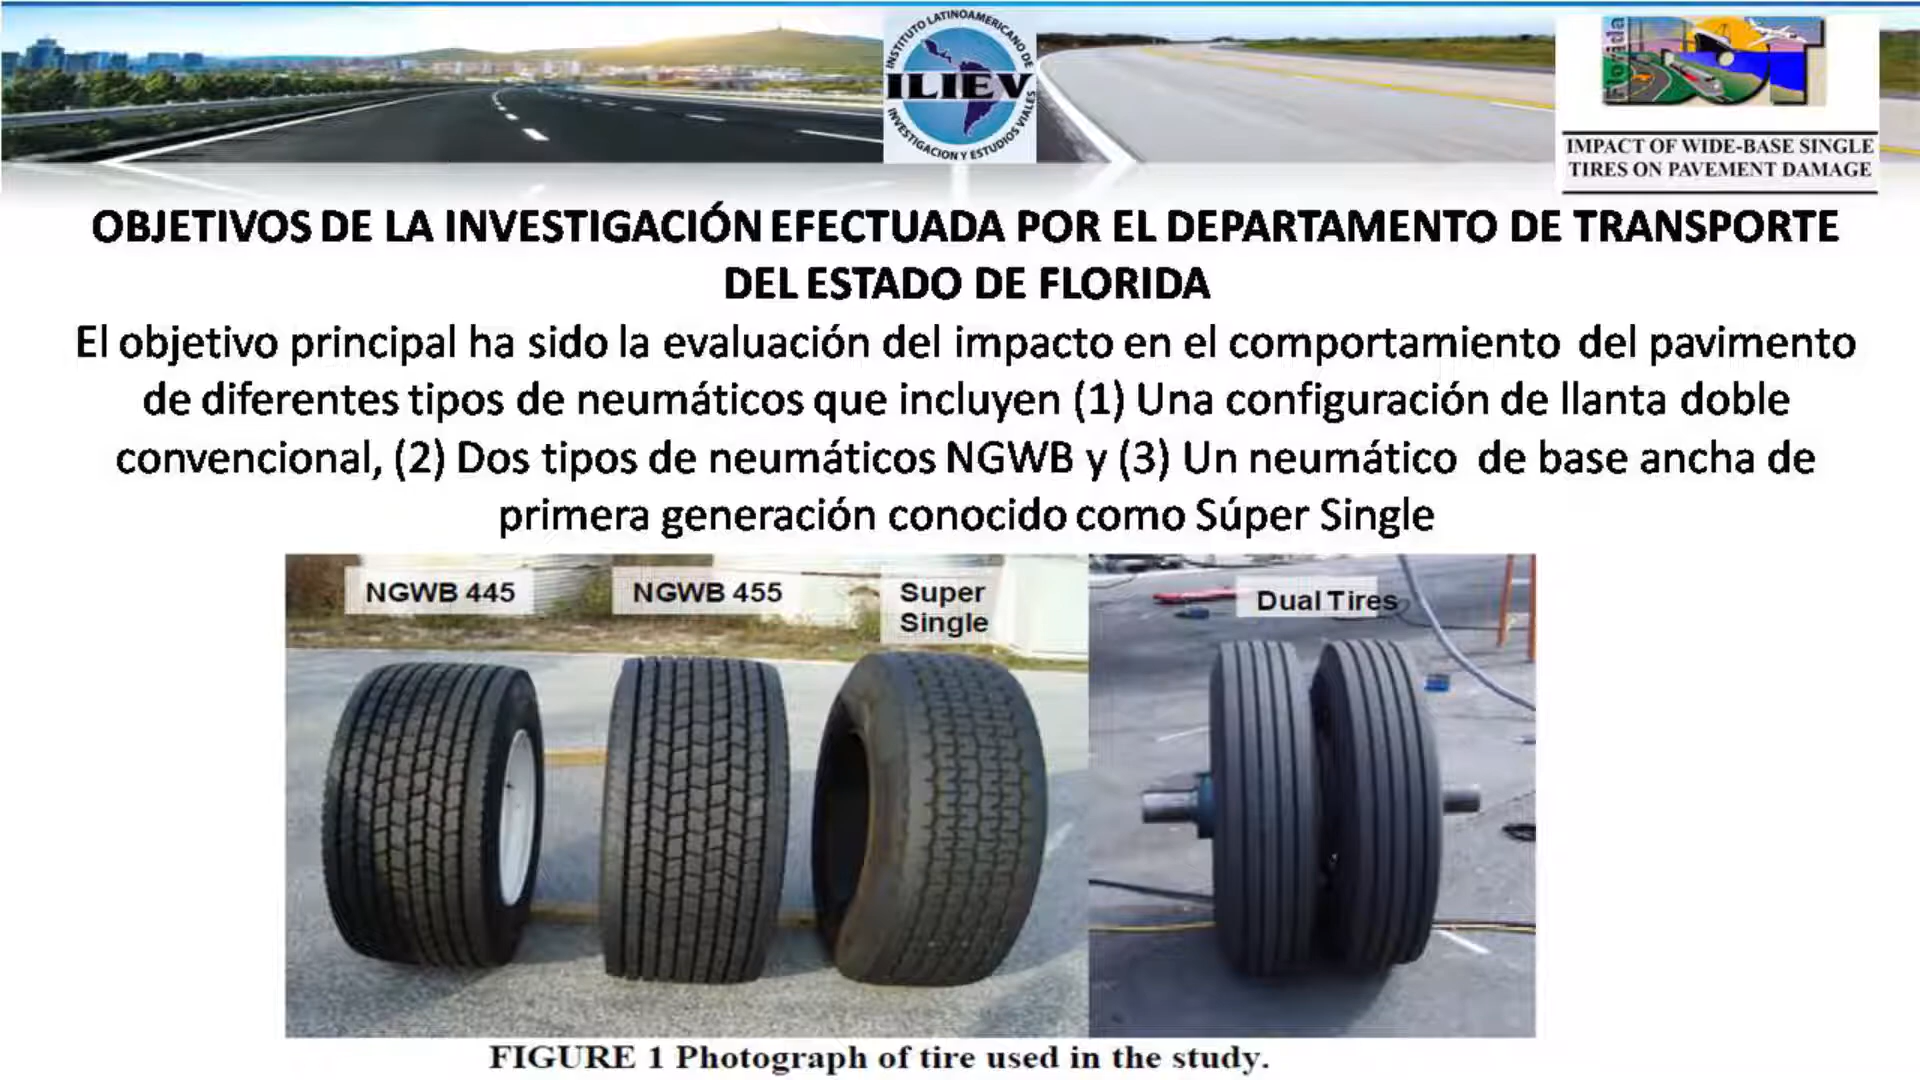 INSTITUTO LATINOAMERICANO DE
ILIEV
INVESTIGACION Y ESTUDIOS VIALES
Florida
DOT
IMPACT OF WIDE-BASE SINGLE
TIRES ON PAVEMENT DAMAGE
OBJETIVOS DE LA INVESTIGACIÓN EFECTUADA POR EL DEPARTAMENTO DE TRANSPORTE
DEL ESTADO DE FLORIDA
El objetivo principal ha sido la evaluación del impacto en el comportamiento del pavimento
de diferentes tipos de neumáticos que incluyen (1) Una configuración de llanta doble
convencional, (2) Dos tipos de neumáticos NGWB y (3) Un neumático de base ancha de
primera generación conocido como Súper Single
NGWB 445
NGWB 455
Super
Single
Dual Tires
FIGURE 1 Photograph of tire used in the study.